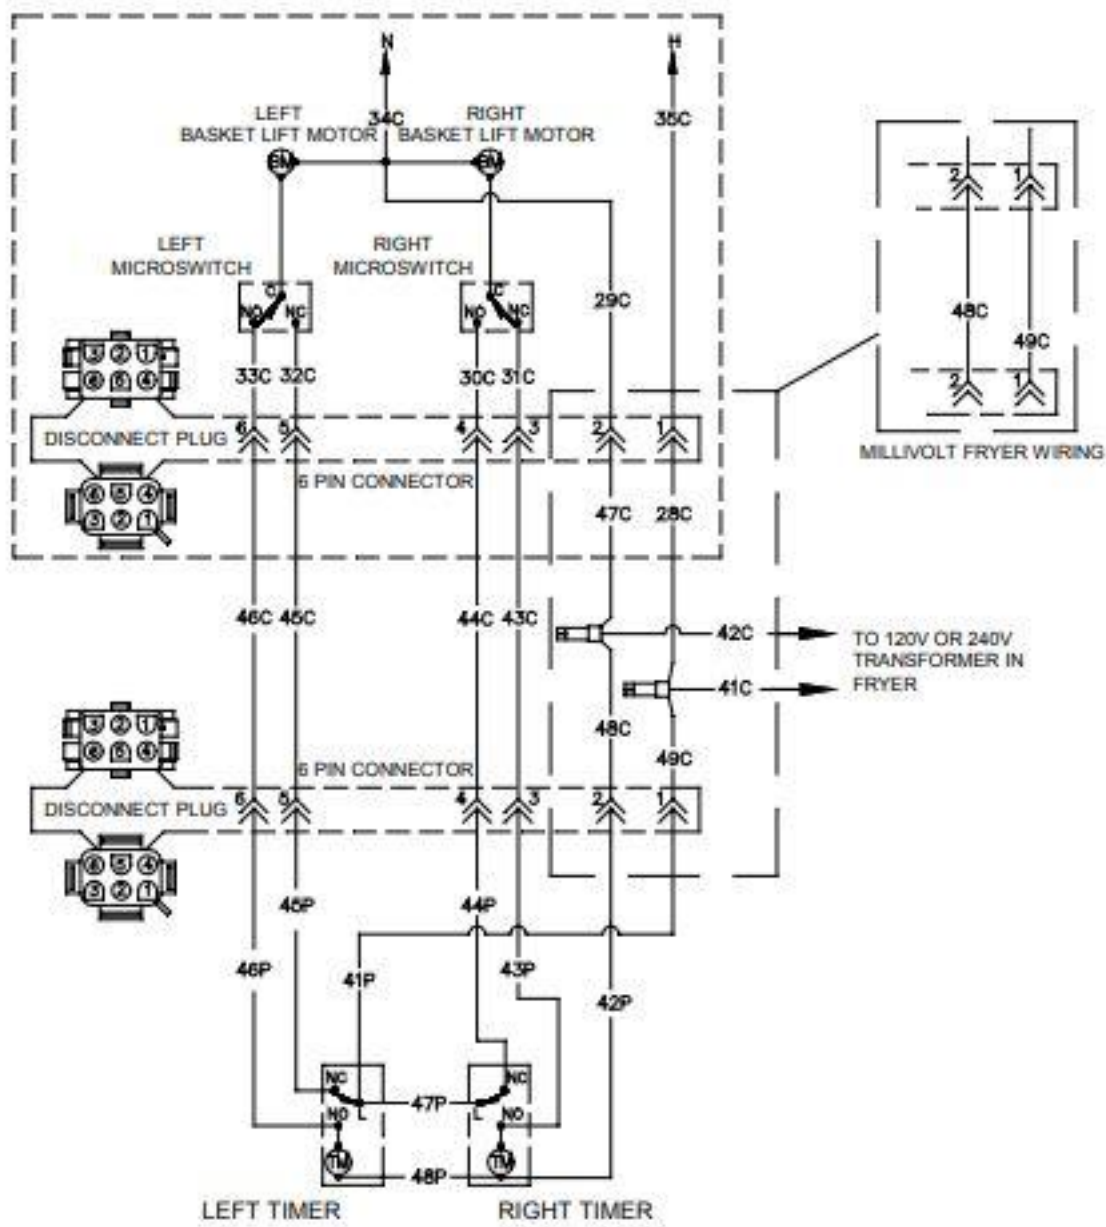 N
H
LEFT
BASKET LIFT MOTOR
34C
RIGHT
BASKET LIFT MOTOR
35C
BM
BM
2
1
LEFT
MICROSWITCH
RIGHT
MICROSWITCH
C
NO
NC
C
NO
NC
29C
48C
49C
2
1
MILLIVOLT FRYER WIRING
33C
32C
30C
31C
3 2 1
6 5 4
DISCONNECT PLUG
6
5
4
3
2
1
6 PIN CONNECTOR
6 5 4
3 2 1
47C
28C
46C
45C
44C
43C
42C
TO 120V OR 240V
TRANSFORMER IN
FRYER
41C
48C
49C
3 2 1
6 5 4
6 PIN CONNECTOR
DISCONNECT PLUG
6
5
4
3
2
1
6 5 4
3 2 1
45P
44P
46P
41P
43P
42P
NC
L
NO
TM
47P
NC
L
NO
TM
48P
LEFT TIMER
RIGHT TIMER